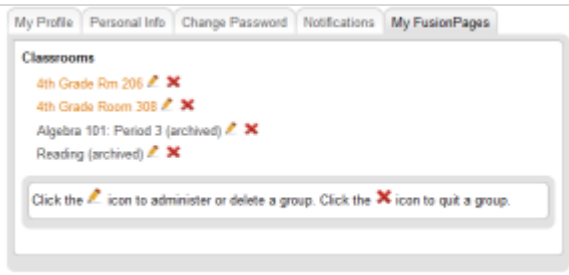 My Profile Personal Info Change Password Notifications My FusionPages
Classrooms
4th Grade Rm 206
4th Grade Room 308
Algebra 101: Period 3 (archived)
Reading (archived)
Click the icon to administer or delete a group. Click the icon to quit a group.